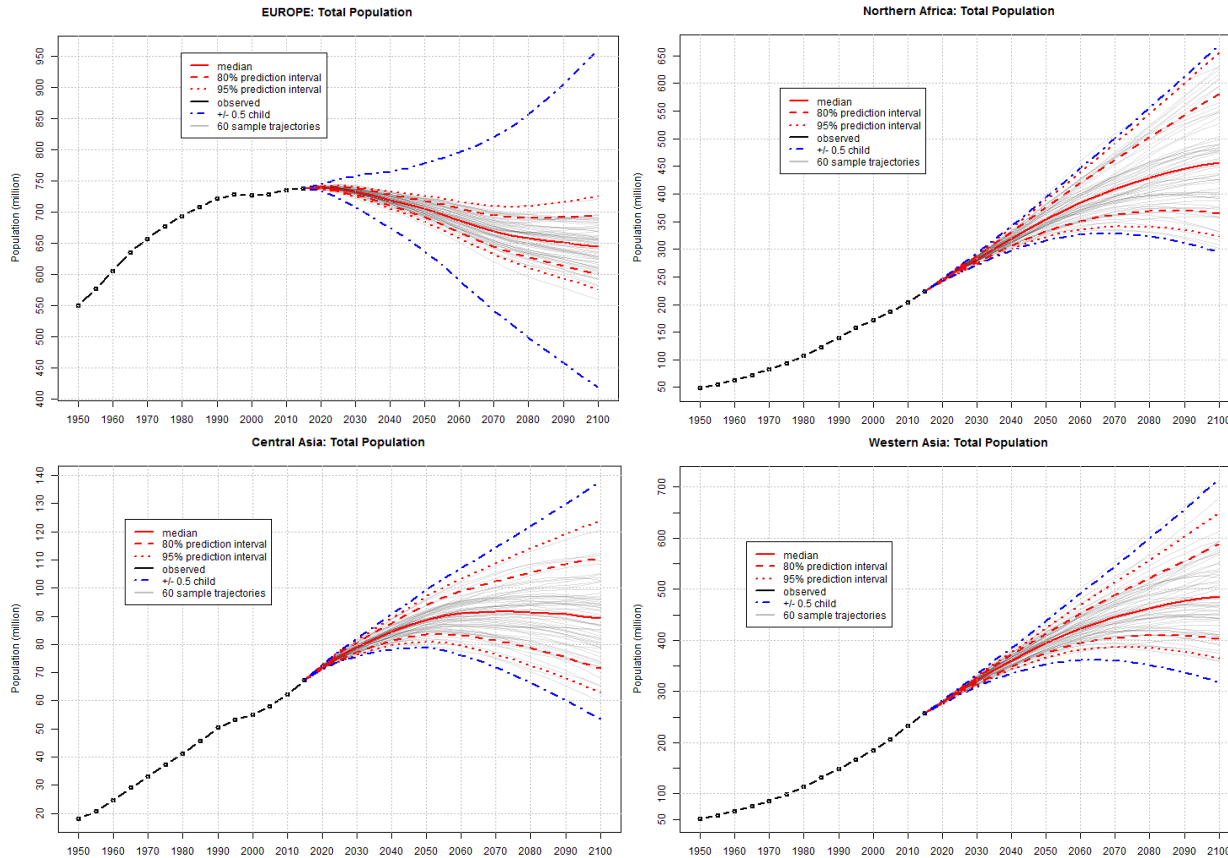 EUROPE: Total Population
Population (million)
950
900
850
800
750
700
650
600
550
500
450
400
median
80% prediction interval
95% prediction interval
observed
+/- 0.5 child
60 sample trajectories
1950 1960 1970 1980 1990 2000 2010 2020 2030 2040 2050 2060 2070 2080 2090 2100
Northern Africa: Total Population
Population (million)
650
600
550
500
450
400
350
300
250
200
150
100
50
median
80% prediction interval
95% prediction interval
observed
+/- 0.5 child
60 sample trajectories
1950 1960 1970 1980 1990 2000 2010 2020 2030 2040 2050 2060 2070 2080 2090 2100
Central Asia: Total Population
Population (million)
140
130
120
110
100
90
80
70
60
50
40
30
20
median
80% prediction interval
95% prediction interval
observed
+/- 0.5 child
60 sample trajectories
1950 1960 1970 1980 1990 2000 2010 2020 2030 2040 2050 2060 2070 2080 2090 2100
Western Asia: Total Population
Population (million)
700
600
500
400
300
200
100
50
median
80% prediction interval
95% prediction interval
observed
+/- 0.5 child
60 sample trajectories
1950 1960 1970 1980 1990 2000 2010 2020 2030 2040 2050 2060 2070 2080 2090 2100